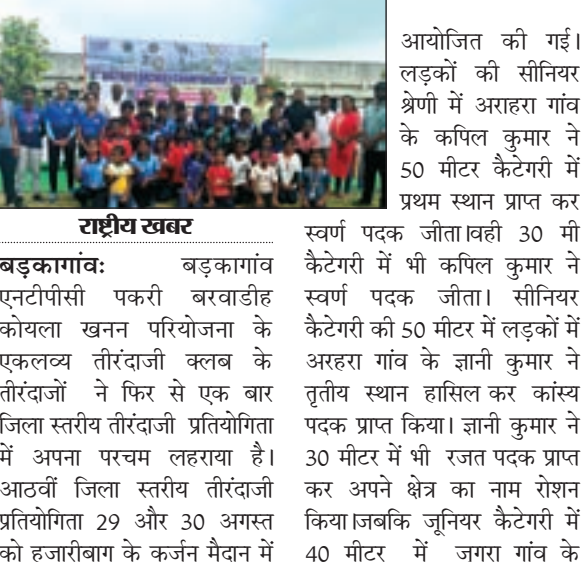 राष्ट्रीय खबर
बड़कागांवः बड़कागांव
एनटीपीसी पकरी बरवाडीह
कोयला खनन परियोजना के
एकलव्य तीरंदाजी क्लब के
तीरंदाजों ने फिर से एक बार
जिला स्तरीय तीरंदाजी प्रतियोगिता
में अपना परचम लहराया है।
आठवीं जिला स्तरीय तीरंदाजी
प्रतियोगिता 29 और 30 अगस्त
को हजारीबाग के कर्जन मैदान में
आयोजित की गई।
लड़कों की सीनियर
श्रेणी में अराहरा गांव
के कपिल कुमार ने
50 मीटर कैटेगरी में
प्रथम स्थान प्राप्त कर
स्वर्ण पदक जीता।वही 30 मी
कैटेगरी में भी कपिल कुमार ने
स्वर्ण पदक जीता। सीनियर
कैटेगरी की 50 मीटर में लड़कों में
अरहरा गांव के ज्ञानी कुमार ने
तृतीय स्थान हासिल कर कांस्य
पदक प्राप्त किया। ज्ञानी कुमार ने
30 मीटर में भी रजत पदक प्राप्त
कर अपने क्षेत्र का नाम रोशन
किया।जबकि जूनियर कैटेगरी में
40 मीटर में जगरा गांव के